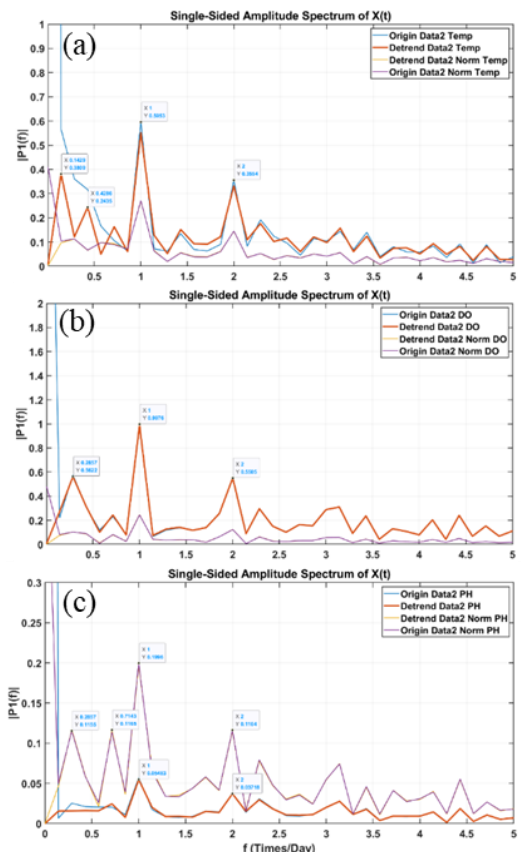 Single-Sided Amplitude Spectrum of X(t)
(a)
Origin Data2 Temp
Detrend Data2 Temp
Detrend Data2 Norm Temp
Origin Data2 Norm Temp
|P1(f)|
1
0.9
0.8
0.7
0.6
0.5
0.4
0.3
0.2
0.1
0
X 1
X 2
0.5 1 1.5 2 2.5 3 3.5 4 4.5 5
Single-Sided Amplitude Spectrum of X(t)
(b)
Origin Data2 DO
Detrend Data2 DO
Detrend Data2 Norm DO
Origin Data2 Norm DO
|P1(f)|
2
1.8
1.6
1.4
1.2
1
0.8
0.6
0.4
0.2
0
X 1
X 2
0.5 1 1.5 2 2.5 3 3.5 4 4.5 5
Single-Sided Amplitude Spectrum of X(t)
(c)
Origin Data2 PH
Detrend Data2 PH
Detrend Data2 Norm PH
Origin Data2 Norm PH
|P1(f)|
0.3
0.25
0.2
0.15
0.1
0.05
0
X 1
X 2
X 1
X 2
0 0.5 1 1.5 2 2.5 3 3.5 4 4.5 5
f (Times/Day)